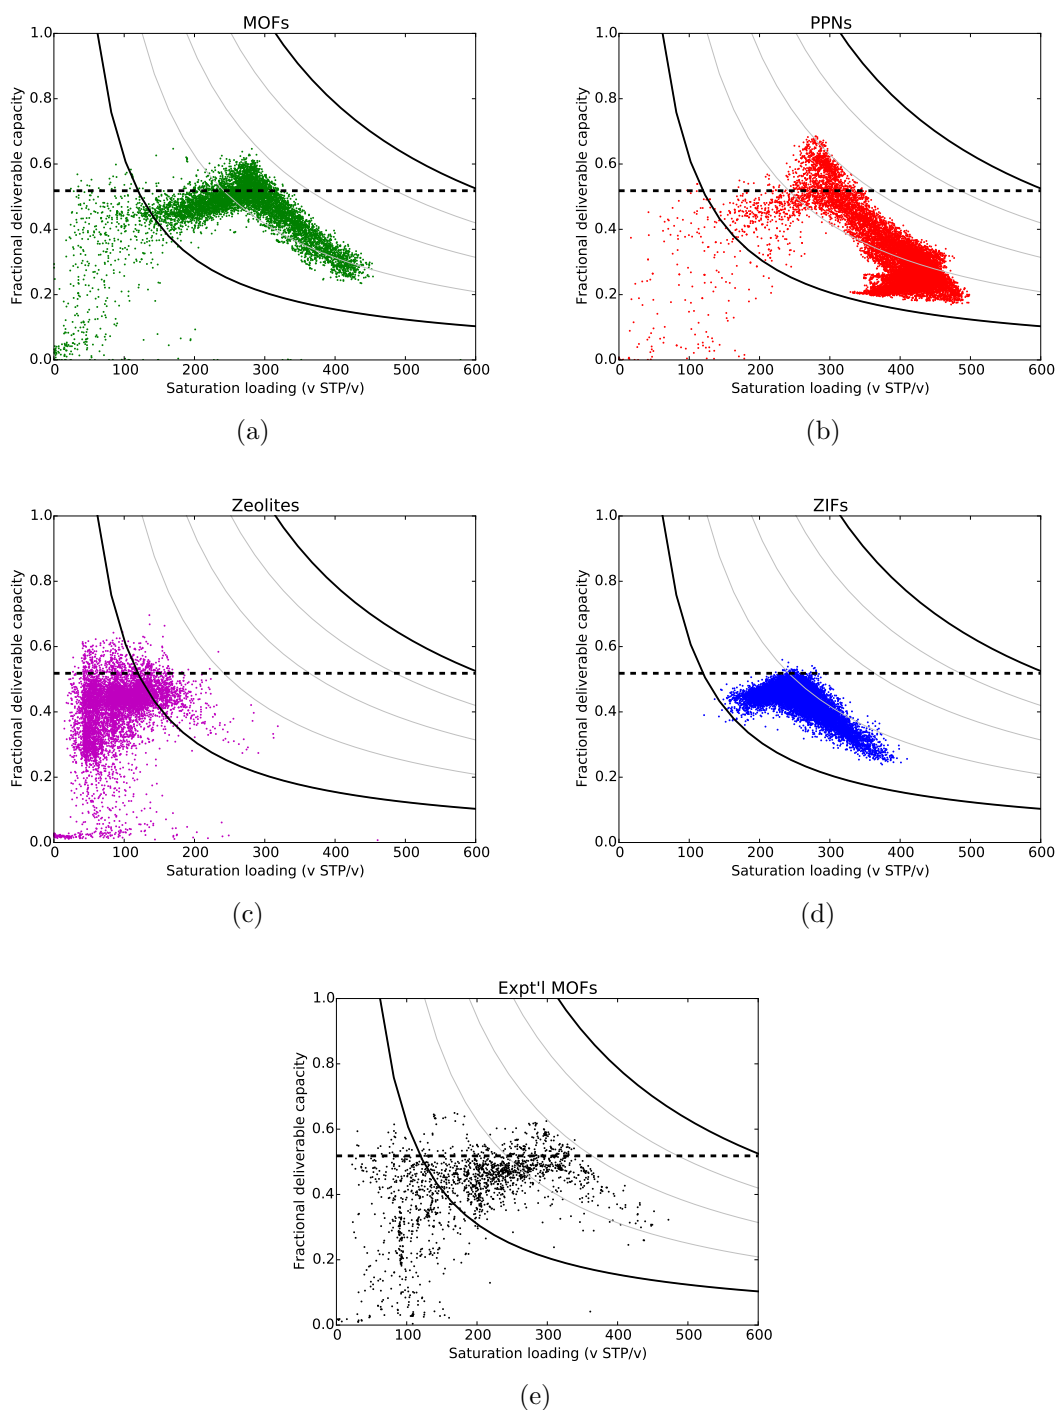 MOFs
1.0
0.8
0.6
0.4
0.2
0.0
Fractional deliverable capacity
0 100 200 300 400 500 600
Saturation loading (v STP/v)
(a)
PPNs
1.0
0.8
0.6
0.4
0.2
0.0
Fractional deliverable capacity
0 100 200 300 400 500 600
Saturation loading (v STP/v)
(b)
Zeolites
1.0
0.8
0.6
0.4
0.2
0.0
Fractional deliverable capacity
0 100 200 300 400 500 600
Saturation loading (v STP/v)
(c)
ZIFs
1.0
0.8
0.6
0.4
0.2
0.0
Fractional deliverable capacity
0 100 200 300 400 500 600
Saturation loading (v STP/v)
(d)
Expt'l MOFs
1.0
0.8
0.6
0.4
0.2
0.0
Fractional deliverable capacity
0 100 200 300 400 500 600
Saturation loading (v STP/v)
(e)